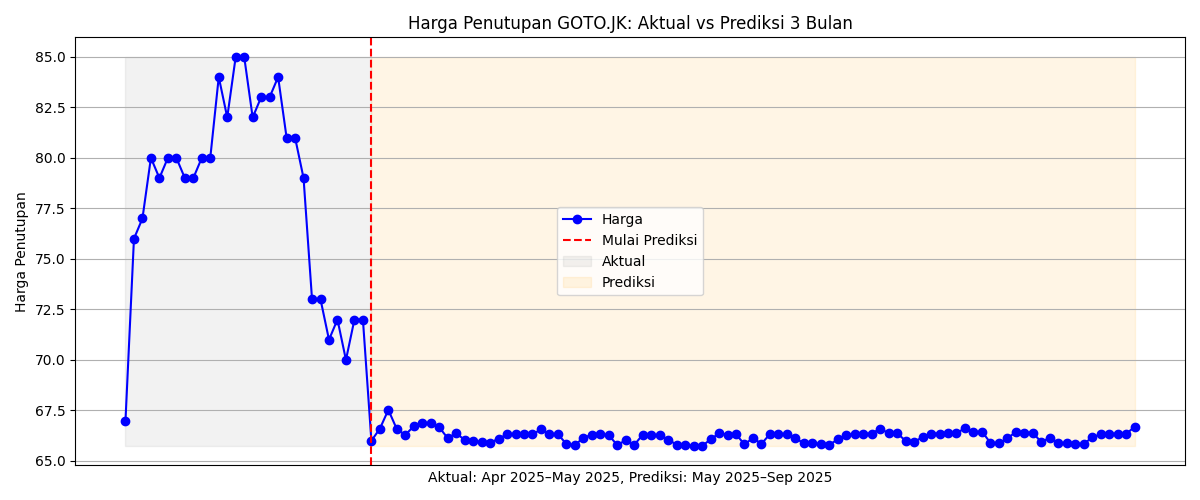 Harga Penutupan GOTO.JK: Aktual vs Prediksi 3 Bulan
Harga Penutupan
85.0
82.5
80.0
77.5
75.0
72.5
70.0
67.5
65.0
Harga
Mulai Prediksi
Aktual
Prediksi
Aktual: Apr 2025–May 2025, Prediksi: May 2025–Sep 2025